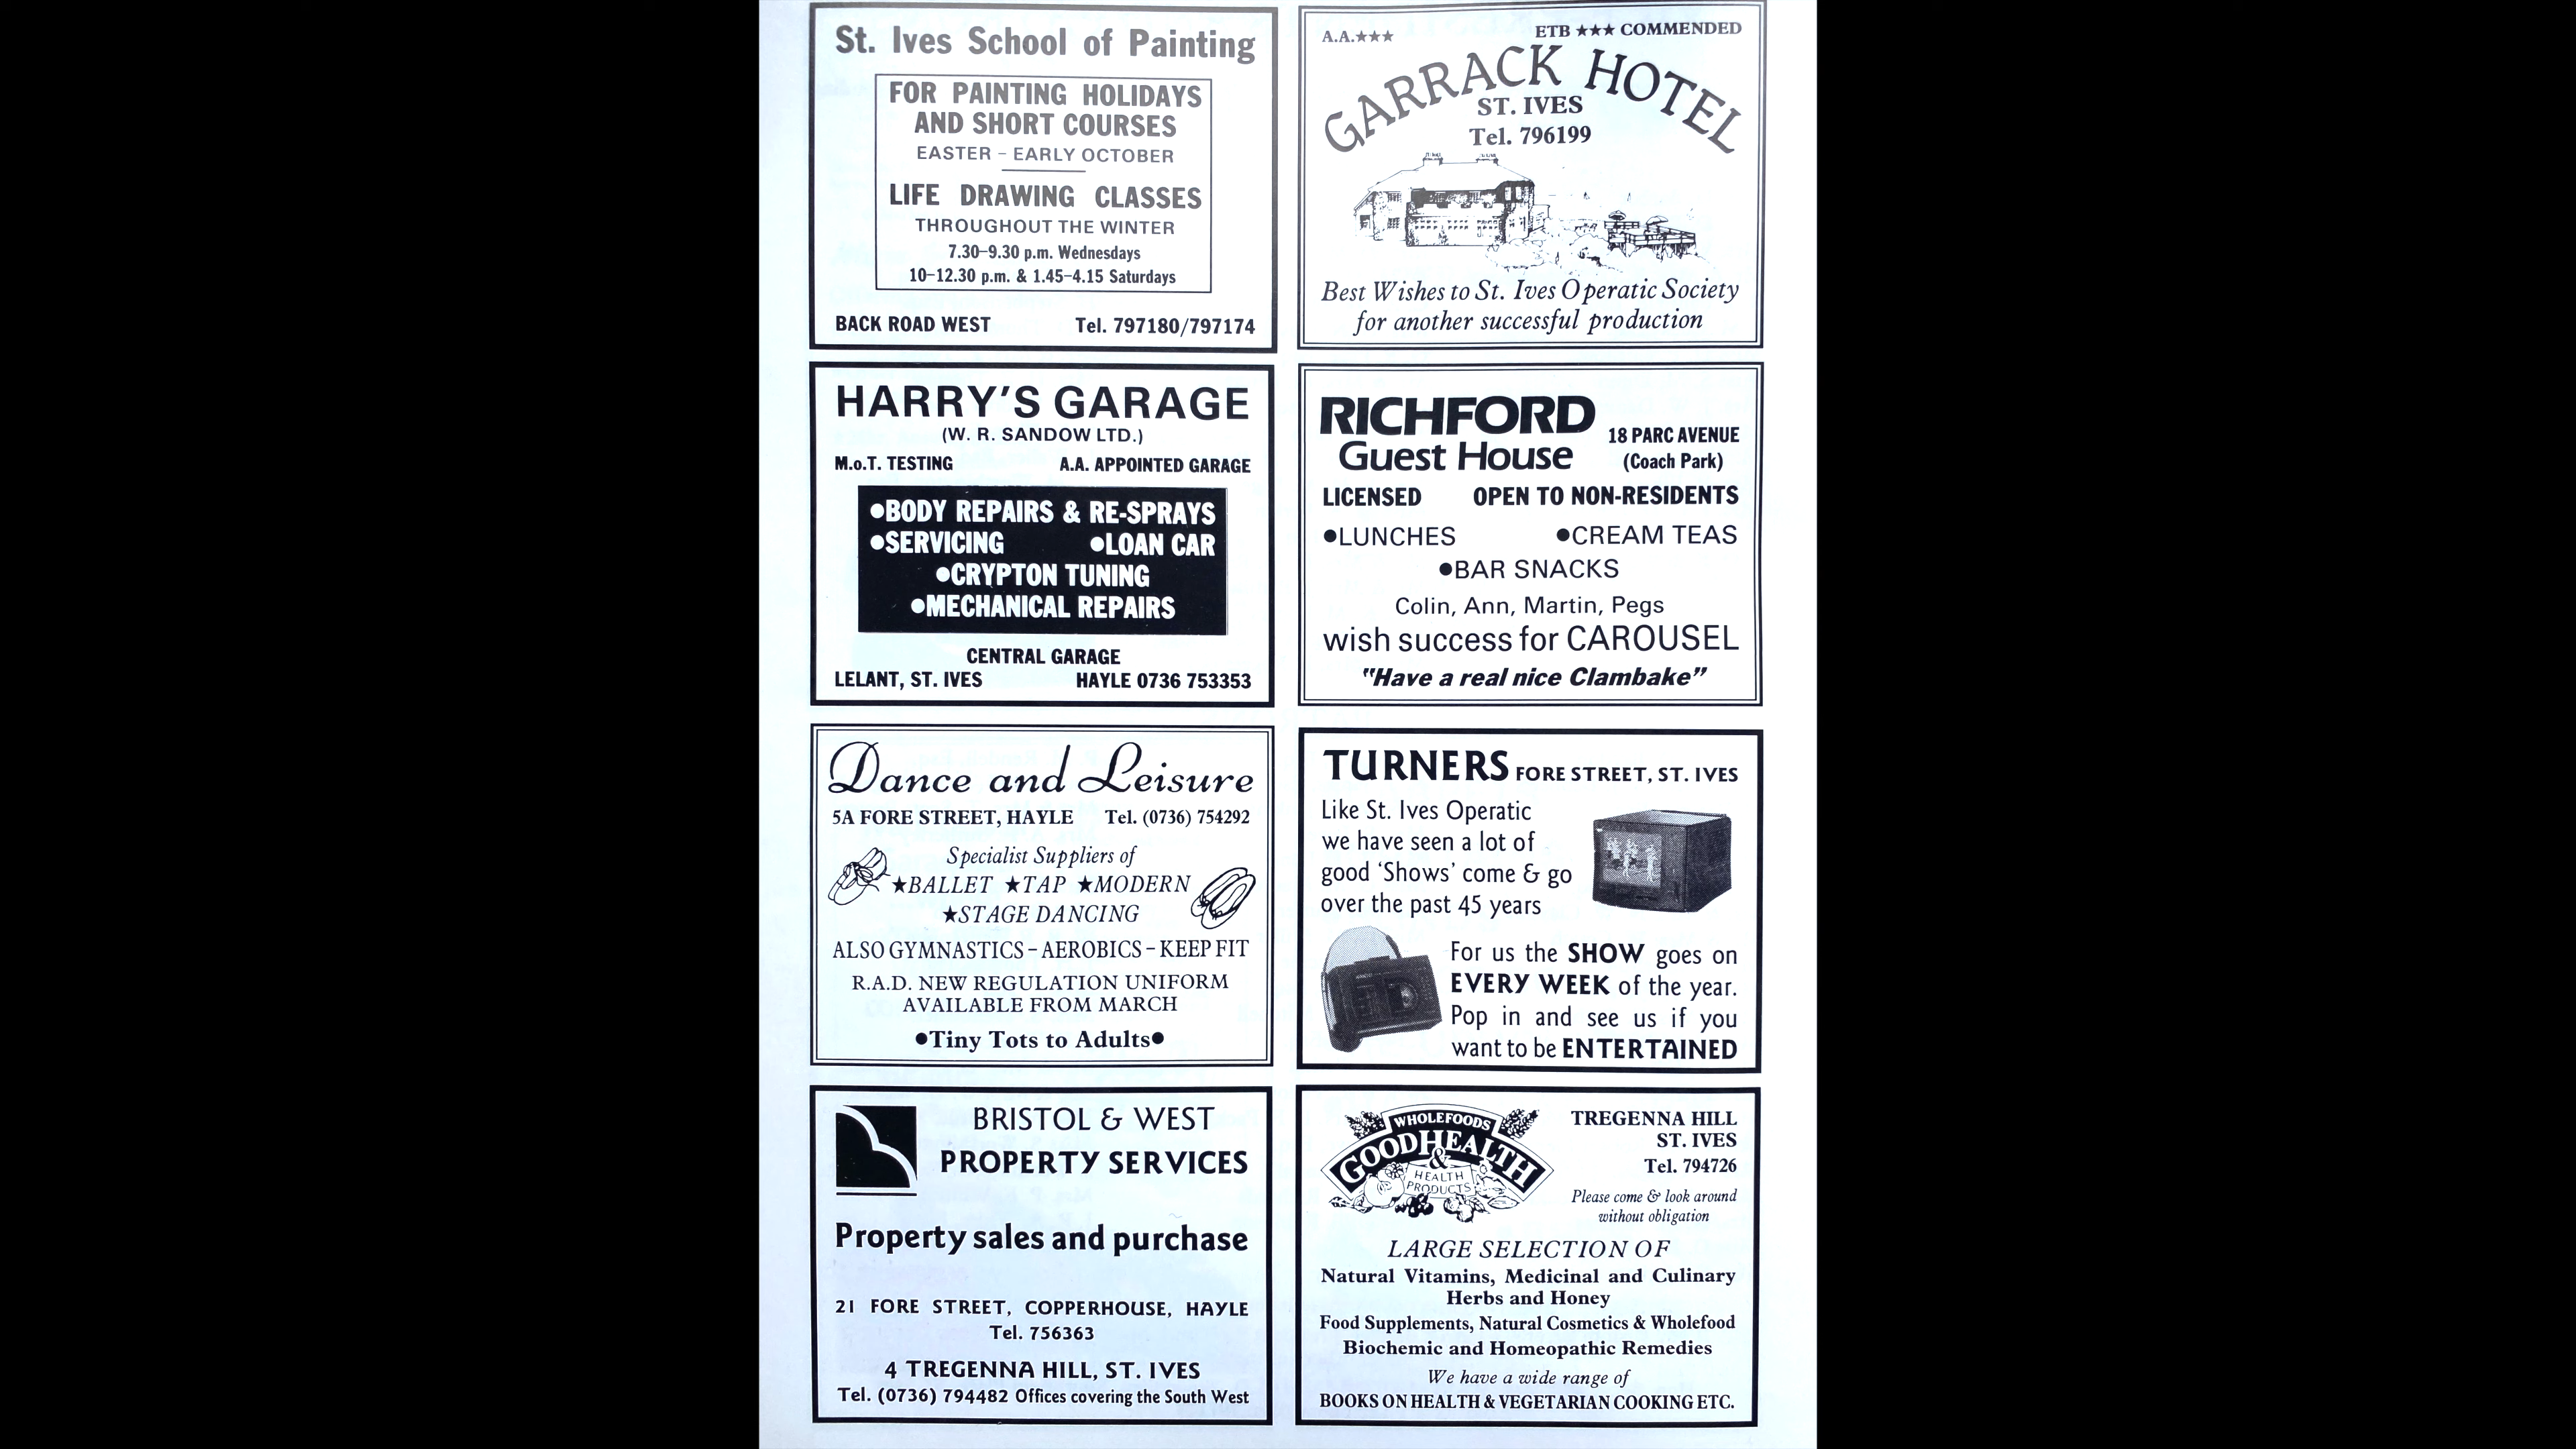 St. Ives School of Painting
FOR PAINTING HOLIDAYS
AND SHORT COURSES
EASTER – EARLY OCTOBER
LIFE DRAWING CLASSES
THROUGHOUT THE WINTER
7.30–9.30 p.m. Wednesdays
10–12.30 p.m. & 1.45–4.15 Saturdays
BACK ROAD WEST Tel. 797180/797174
A.A.★★★ ETB ★★★ COMMENDED
GARRACK HOTEL
ST. IVES
Tel. 796199
Best Wishes to St. Ives Operatic Society
for another successful production
HARRY'S GARAGE
(W. R. SANDOW LTD.)
M.o.T. TESTING A.A. APPOINTED GARAGE
●BODY REPAIRS & RE-SPRAYS
●SERVICING ●LOAN CAR
●CRYPTON TUNING
●MECHANICAL REPAIRS
CENTRAL GARAGE
LELANT, ST. IVES HAYLE 0736 753353
RICHFORD
Guest House
18 PARC AVENUE
(Coach Park)
LICENSED OPEN TO NON-RESIDENTS
●LUNCHES ●CREAM TEAS
●BAR SNACKS
Colin, Ann, Martin, Pegs
wish success for CAROUSEL
"Have a real nice Clambake"
Dance and Leisure
5A FORE STREET, HAYLE Tel. (0736) 754292
Specialist Suppliers of
★BALLET ★TAP ★MODERN
★STAGE DANCING
ALSO GYMNASTICS – AEROBICS – KEEP FIT
R.A.D. NEW REGULATION UNIFORM
AVAILABLE FROM MARCH
●Tiny Tots to Adults●
TURNERS FORE STREET, ST. IVES
Like St. Ives Operatic
we have seen a lot of
good 'Shows' come & go
over the past 45 years
For us the SHOW goes on
EVERY WEEK of the year.
Pop in and see us if you
want to be ENTERTAINED
BRISTOL & WEST
PROPERTY SERVICES
Property sales and purchase
21 FORE STREET, COPPERHOUSE, HAYLE
Tel. 756363
4 TREGENNA HILL, ST. IVES
Tel. (0736) 794482 Offices covering the South West
WHOLEFOODS
GOODHEALTH
&
HEALTH
PRODUCTS
TREGENNA HILL
ST. IVES
Tel. 794726
Please come & look around
without obligation
LARGE SELECTION OF
Natural Vitamins, Medicinal and Culinary
Herbs and Honey
Food Supplements, Natural Cosmetics & Wholefood
Biochemic and Homeopathic Remedies
We have a wide range of
BOOKS ON HEALTH & VEGETARIAN COOKING ETC.